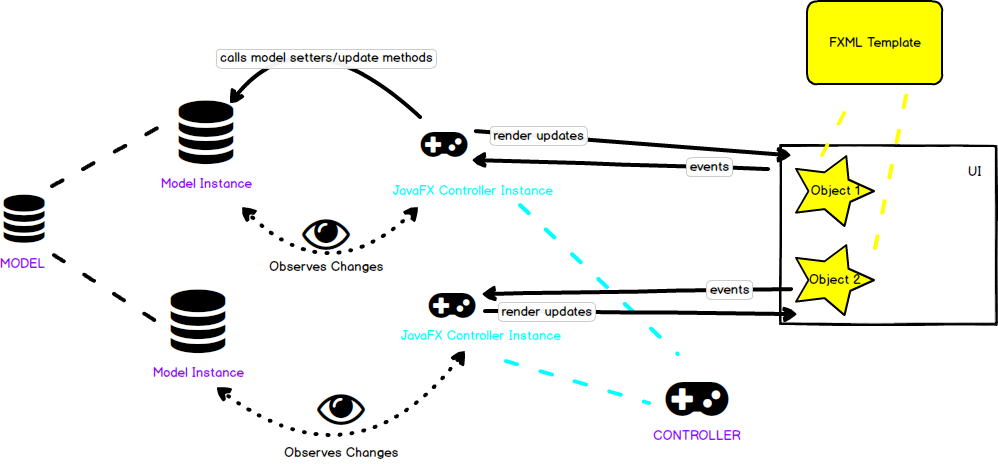 FXML Template
calls model setters/update methods
render updates
events
UI
Model Instance
JavaFX Controller Instance
Object 1
MODEL
Observes Changes
Object 2
events
render updates
JavaFX Controller Instance
Model Instance
CONTROLLER
Observes Changes